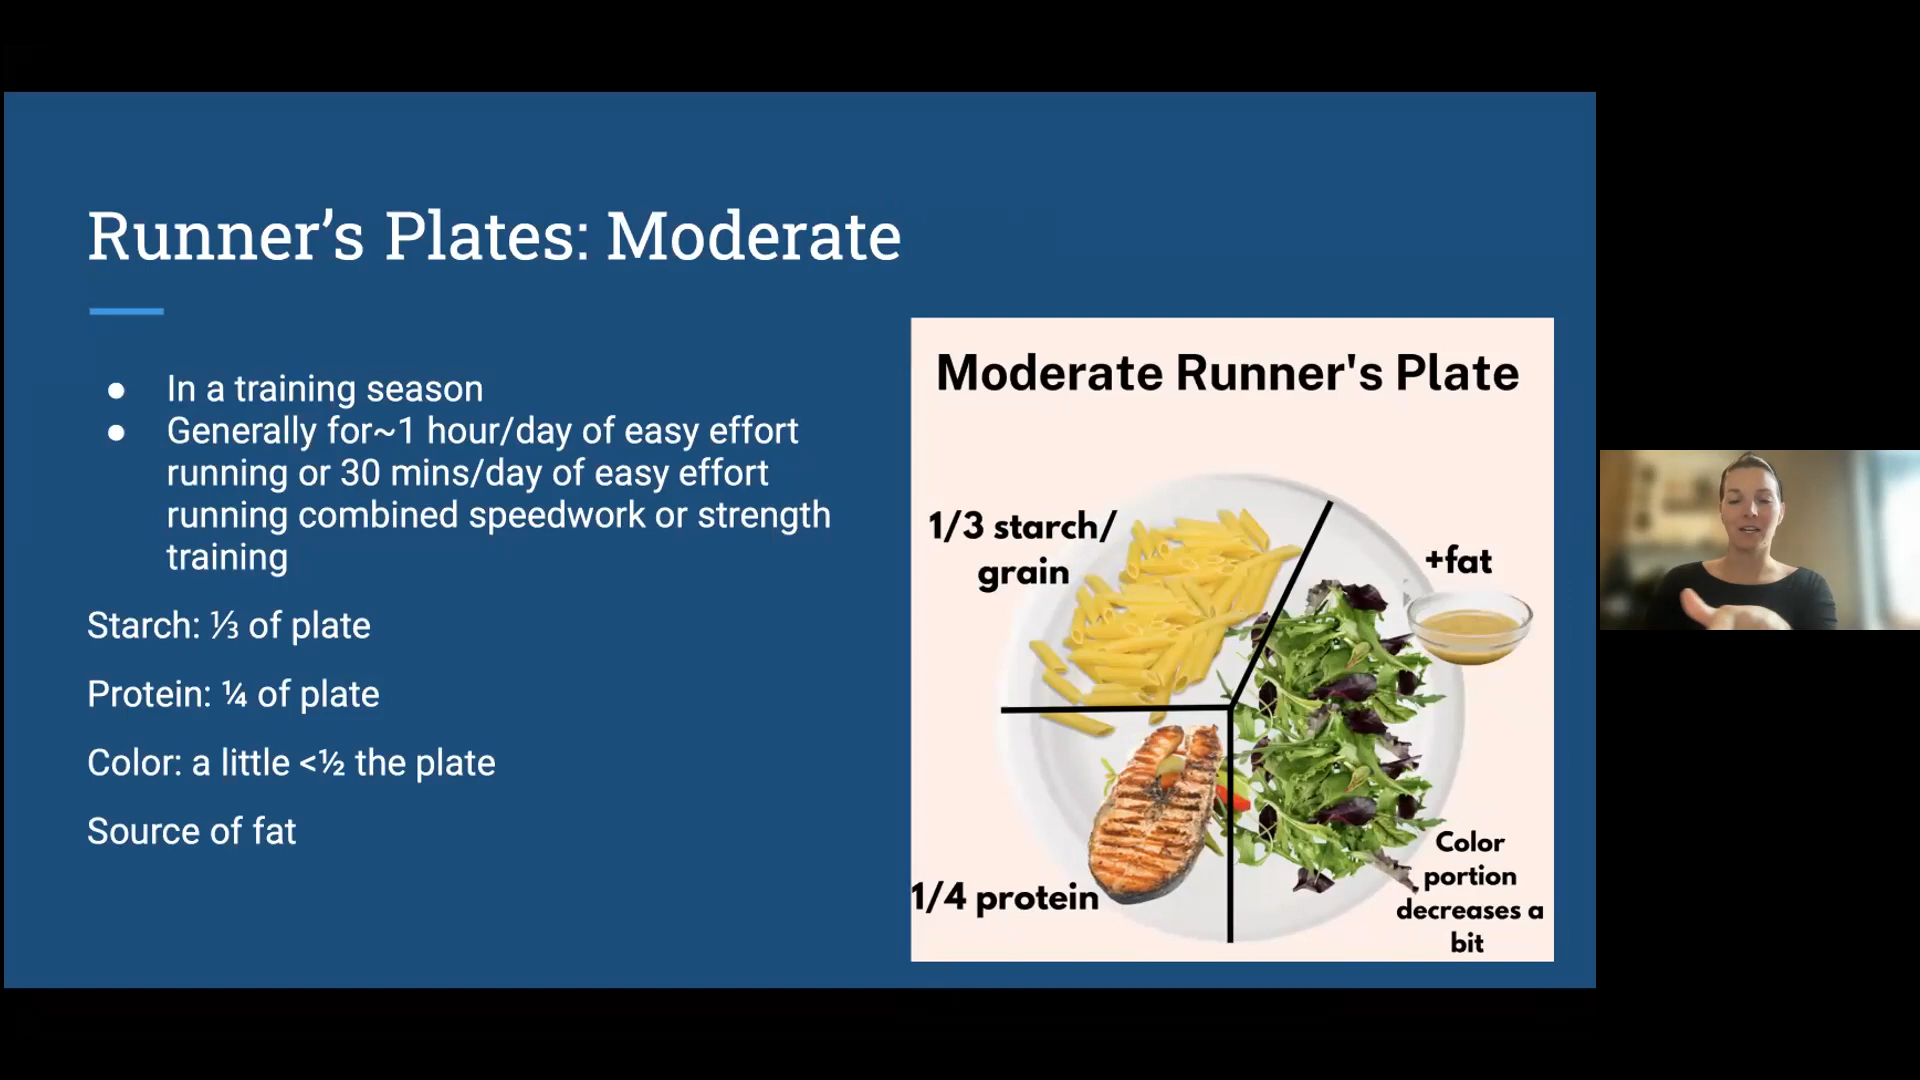 Runner’s Plates: Moderate
● In a training season
● Generally for~1 hour/day of easy effort
running or 30 mins/day of easy effort
running combined speedwork or strength
training
Starch: ⅓ of plate
Protein: ¼ of plate
Color: a little <½ the plate
Source of fat
Moderate Runner's Plate
1/3 starch/
grain
+fat
1/4 protein
Color
portion
decreases a
bit